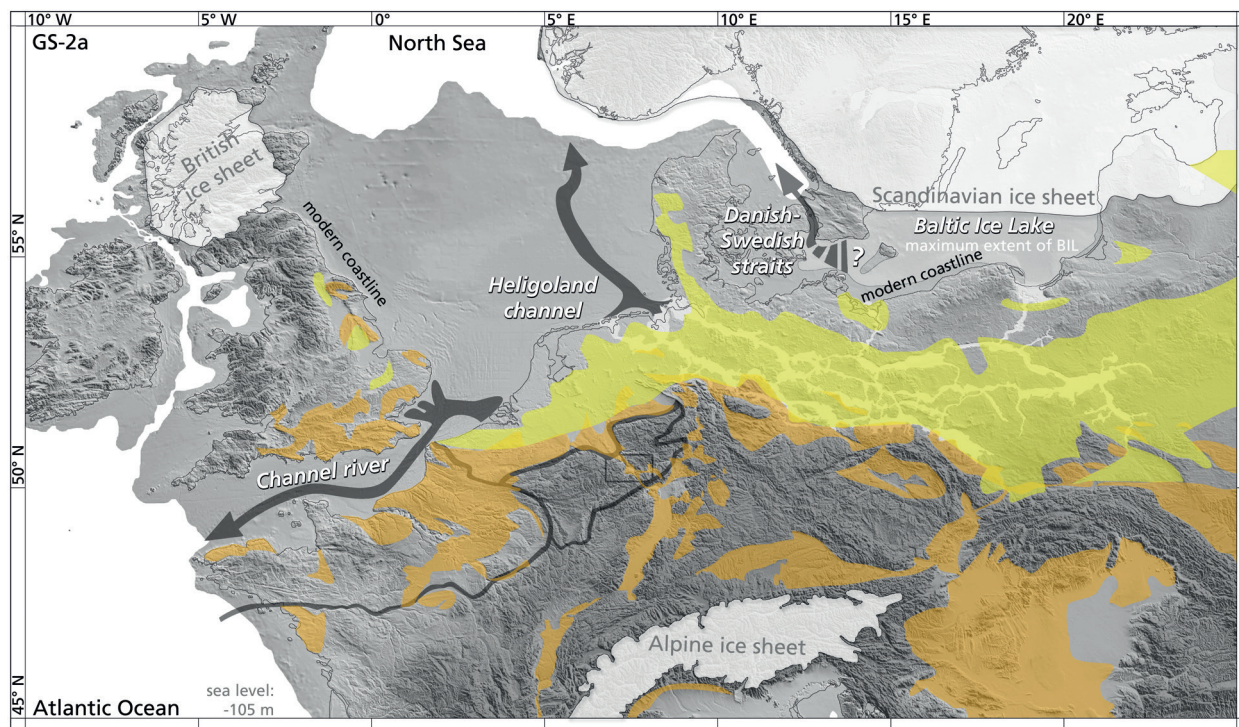 10° W
5° W
0°
5° E
10° E
15° E
20° E
GS-2a
North Sea
British
ice sheet
modern coastline
Scandinavian ice sheet
Baltic Ice Lake
maximum extent of BIL
Danish-
Swedish
straits
?
modern coastline
Heligoland
channel
55° N
Channel river
50° N
Alpine ice sheet
sea level:
-105 m
Atlantic Ocean
45° N